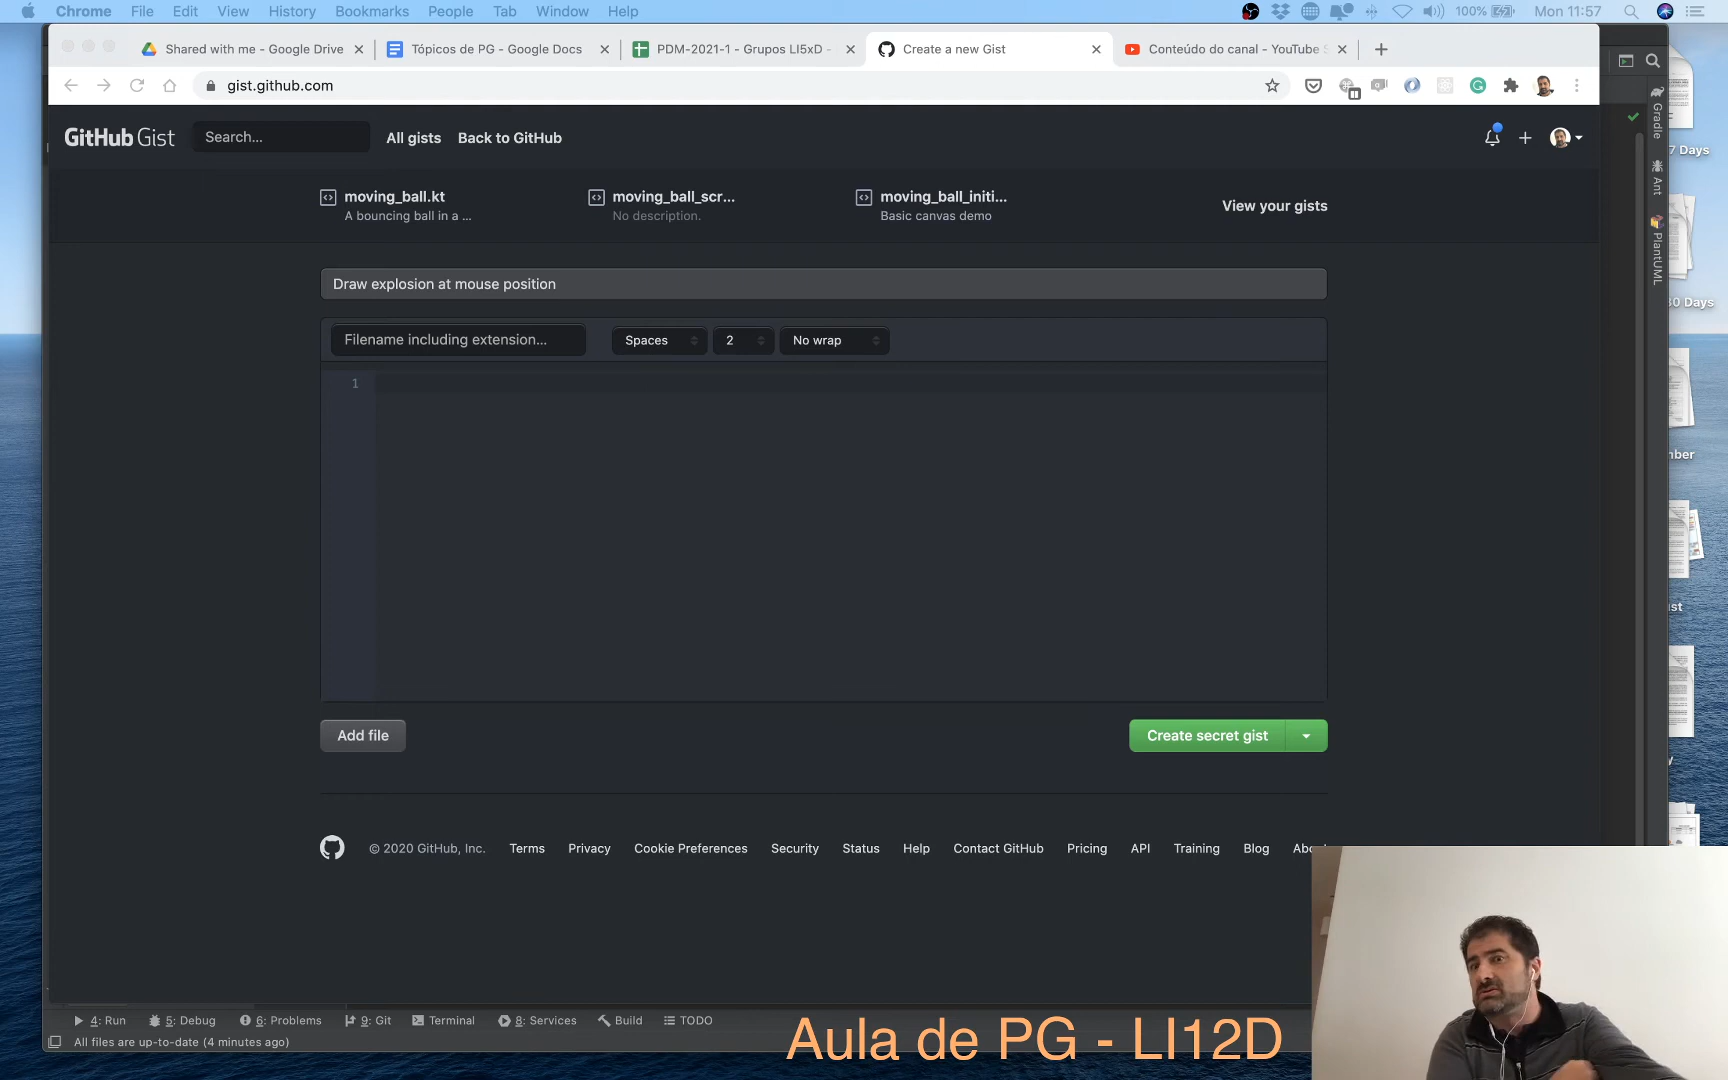 Chrome File Edit View History Bookmarks People Tab Window Help 100% Mon 11:57
Shared with me - Google Drive Tópicos de PG - Google Docs PDM-2021-1 - Grupos LI5xD - Create a new Gist Conteúdo do canal - YouTube S
gist.github.com
GitHub Gist Search... All gists Back to GitHub
moving_ball.kt moving_ball_scr... moving_ball_initi... View your gists
A bouncing ball in a ... No description. Basic canvas demo
Draw explosion at mouse position
Filename including extension... Spaces 2 No wrap
1
Add file Create secret gist
© 2020 GitHub, Inc. Terms Privacy Cookie Preferences Security Status Help Contact GitHub Pricing API Training Blog
4: Run 5: Debug 6: Problems 9: Git Terminal 8: Services Build TODO
All files are up-to-date (4 minutes ago)
Aula de PG - LI12D
Gradle
Ant
PlantUML
7 Days
30 Days